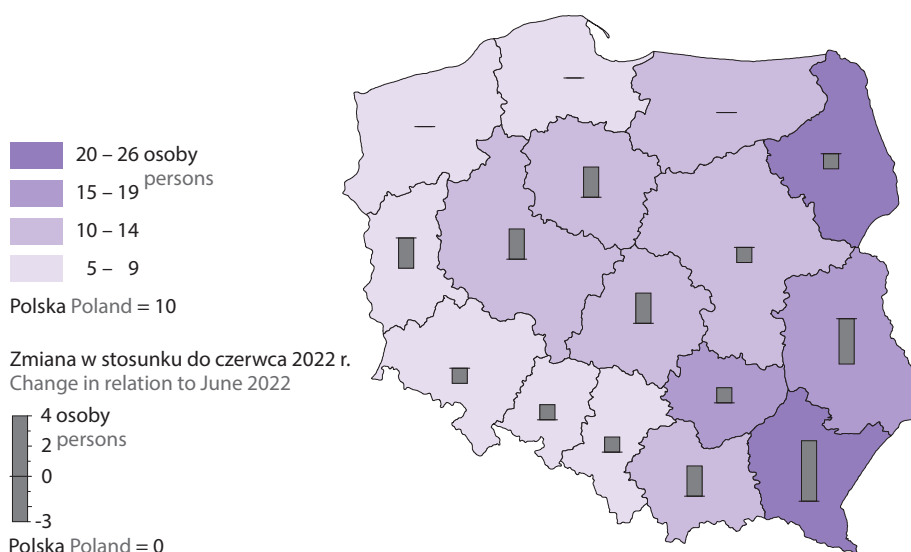 20 – 26 osoby
persons
15 – 19
10 – 14
5 – 9
Polska Poland = 10
Zmiana w stosunku do czerwca 2022 r.
Change in relation to June 2022
4 osoby
persons
2
0
-3
Polska Poland = 0